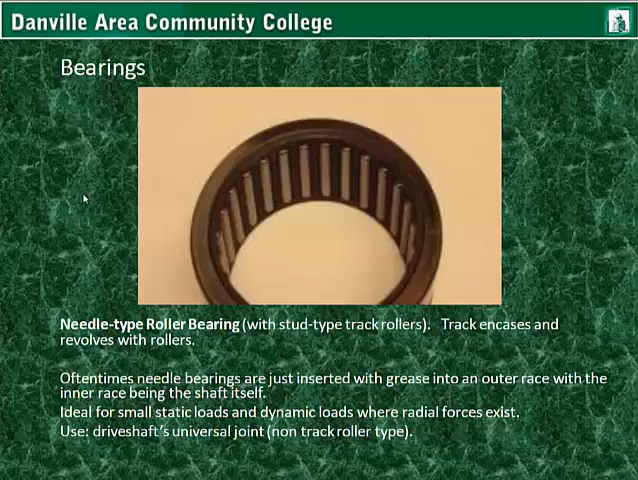 Danville Area Community College
Bearings
Needle-type Roller Bearing (with stud-type track rollers).   Track encases and
revolves with rollers.
Oftentimes needle bearings are just inserted with grease into an outer race with the
inner race being the shaft itself.
Ideal for small static loads and dynamic loads where radial forces exist.
Use: driveshaft's universal joint (non track roller type).